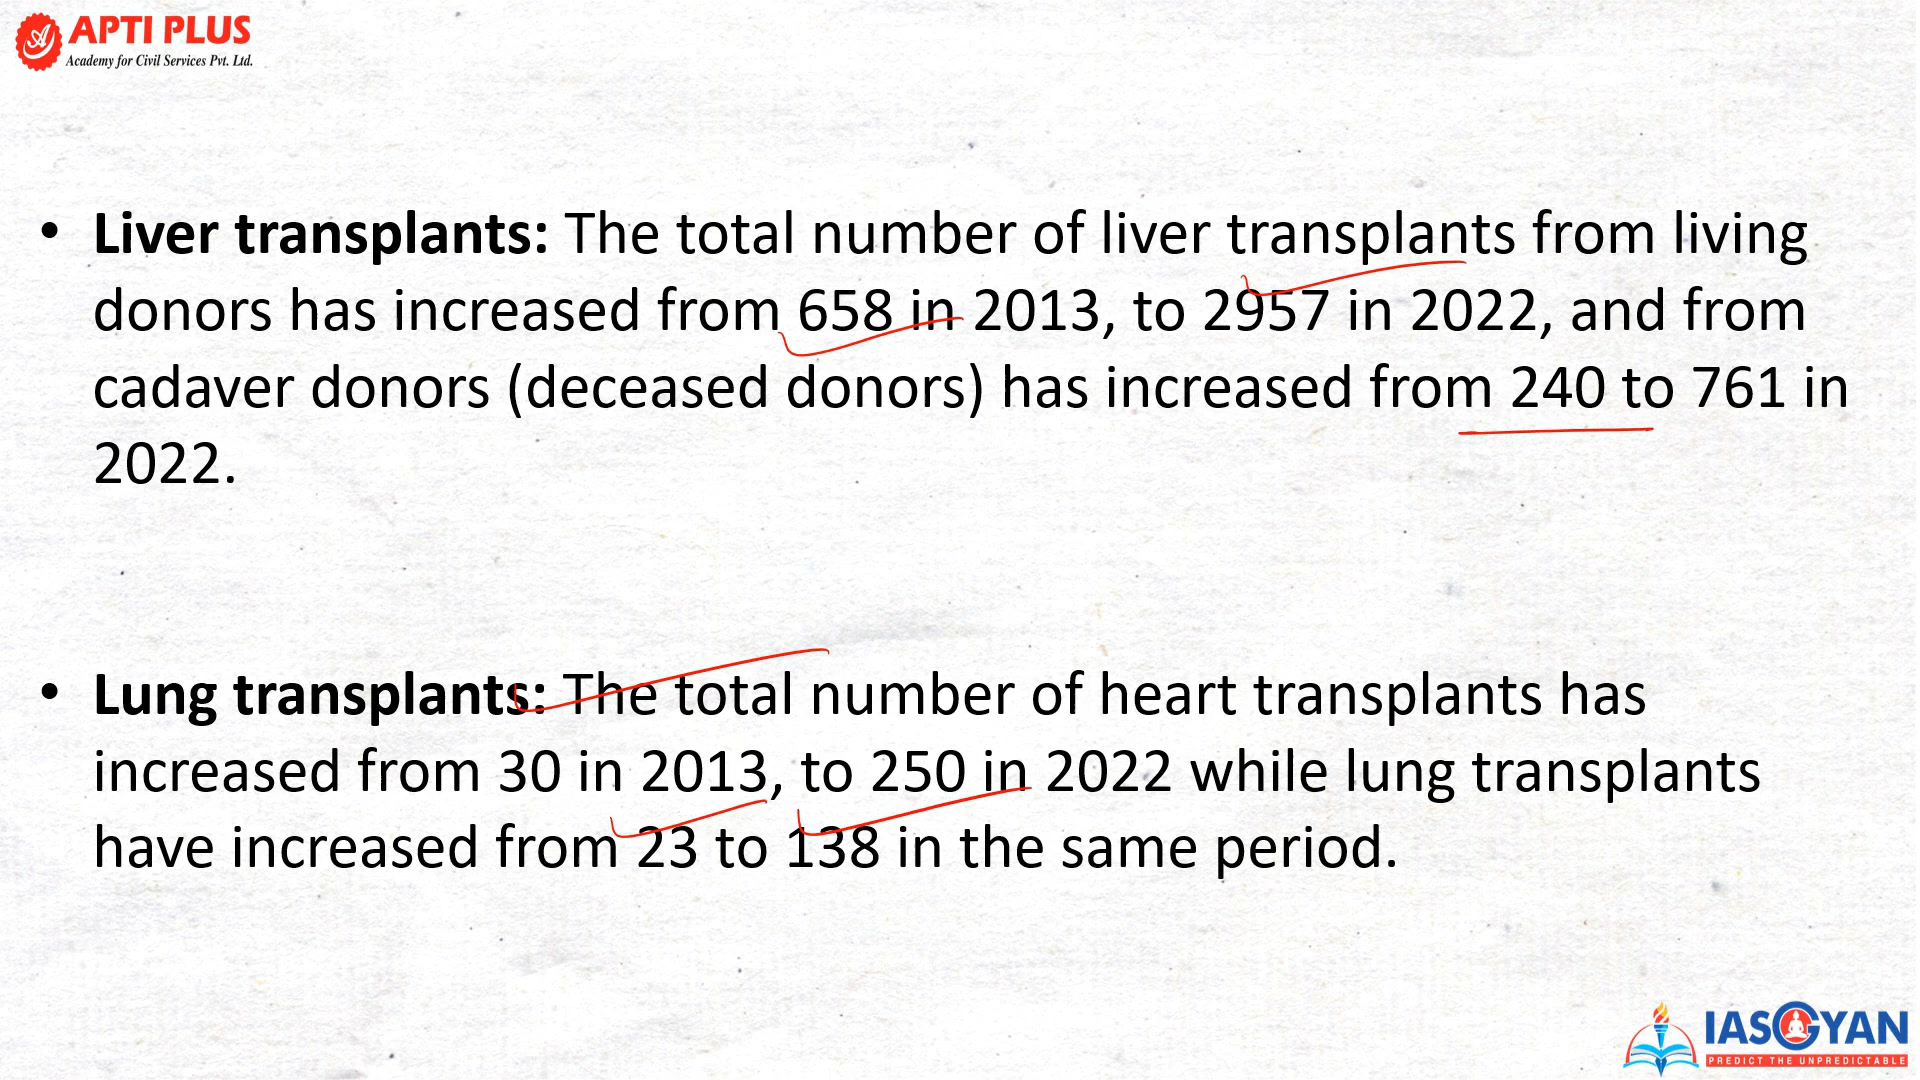 APTI PLUS
Academy for Civil Services Pvt. Ltd.
• Liver transplants: The total number of liver transplants from living
donors has increased from 658 in 2013, to 2957 in 2022, and from
cadaver donors (deceased donors) has increased from 240 to 761 in
2022.
• Lung transplants: The total number of heart transplants has
increased from 30 in 2013, to 250 in 2022 while lung transplants
have increased from 23 to 138 in the same period.
IASGYAN
PREDICT THE UNPREDICTABLE